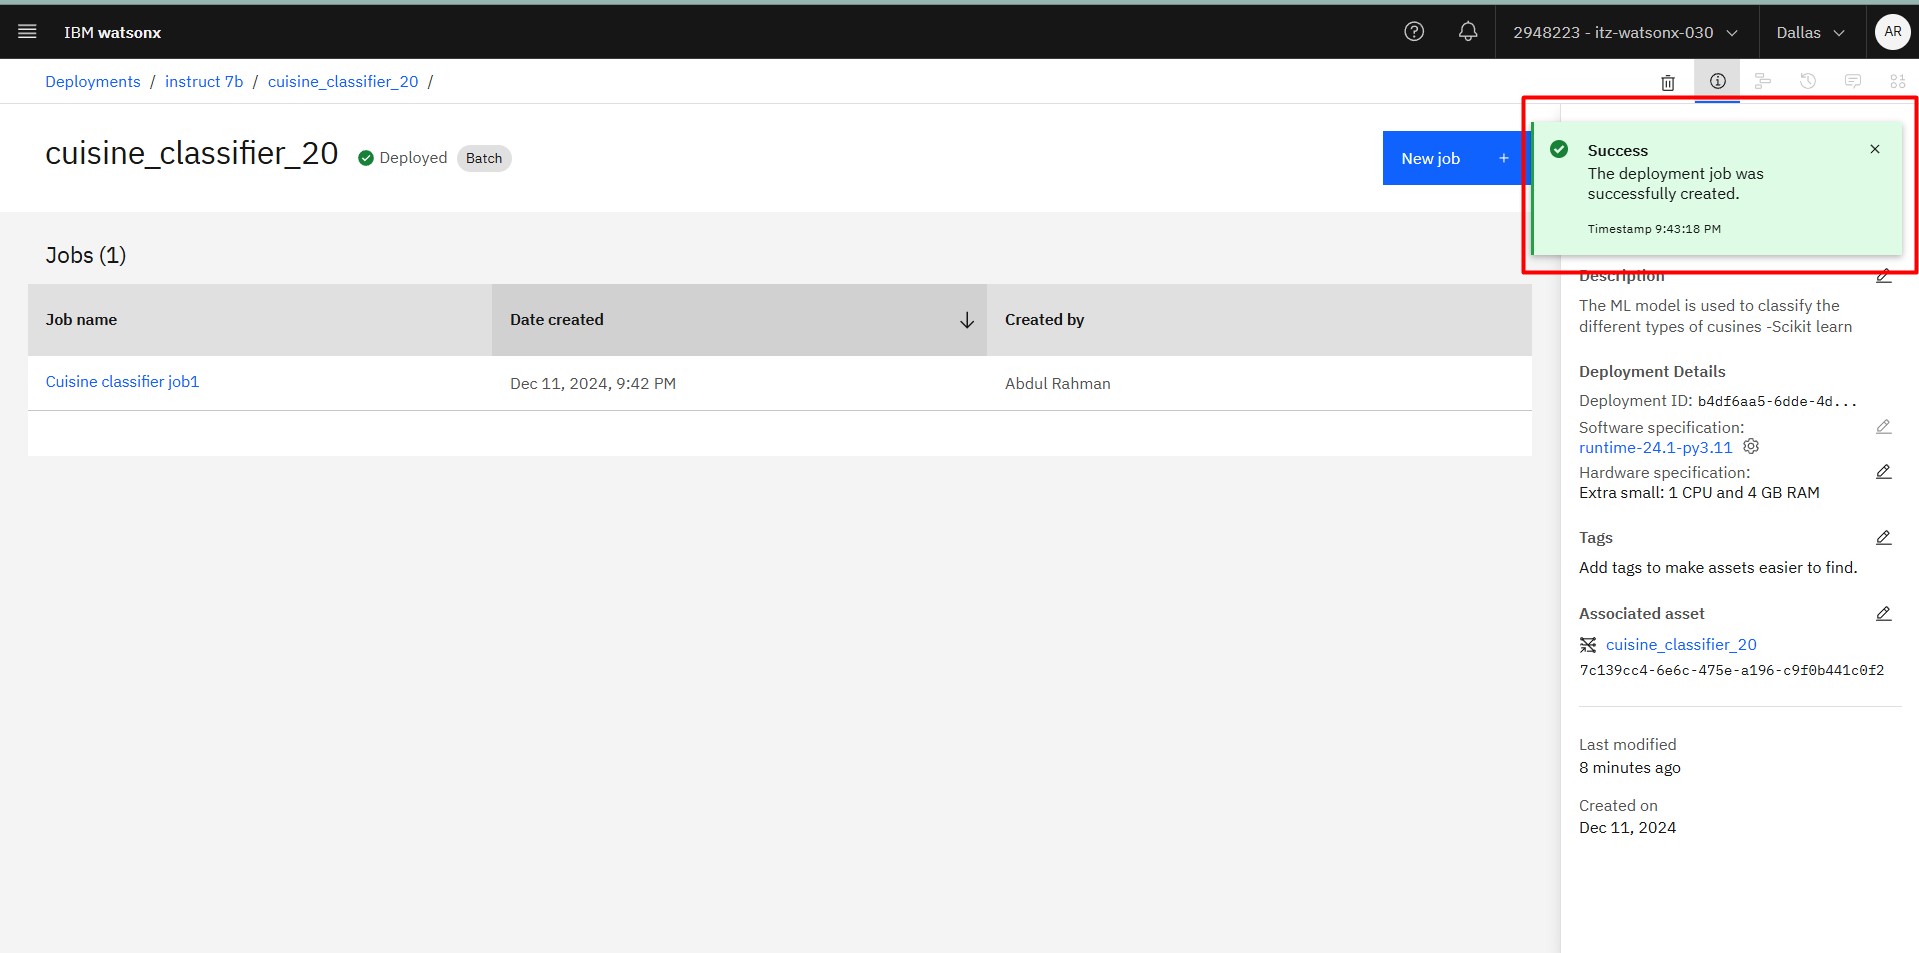 IBM watsonx
2948223 - itz-watsonx-030
Dallas
AR
Deployments / instruct 7b / cuisine_classifier_20 /
cuisine_classifier_20
Deployed
Batch
New job +
Success
The deployment job was
successfully created.
Timestamp 9:43:18 PM
Jobs (1)
Job name
Date created
Created by
Cuisine classifier job1
Dec 11, 2024, 9:42 PM
Abdul Rahman
Description
The ML model is used to classify the
different types of cusines -Scikit learn
Deployment Details
Deployment ID: b4df6aa5-6dde-4d...
Software specification:
runtime-24.1-py3.11
Hardware specification:
Extra small: 1 CPU and 4 GB RAM
Tags
Add tags to make assets easier to find.
Associated asset
cuisine_classifier_20
7c139cc4-6e6c-475e-a196-c9f0b441c0f2
Last modified
8 minutes ago
Created on
Dec 11, 2024